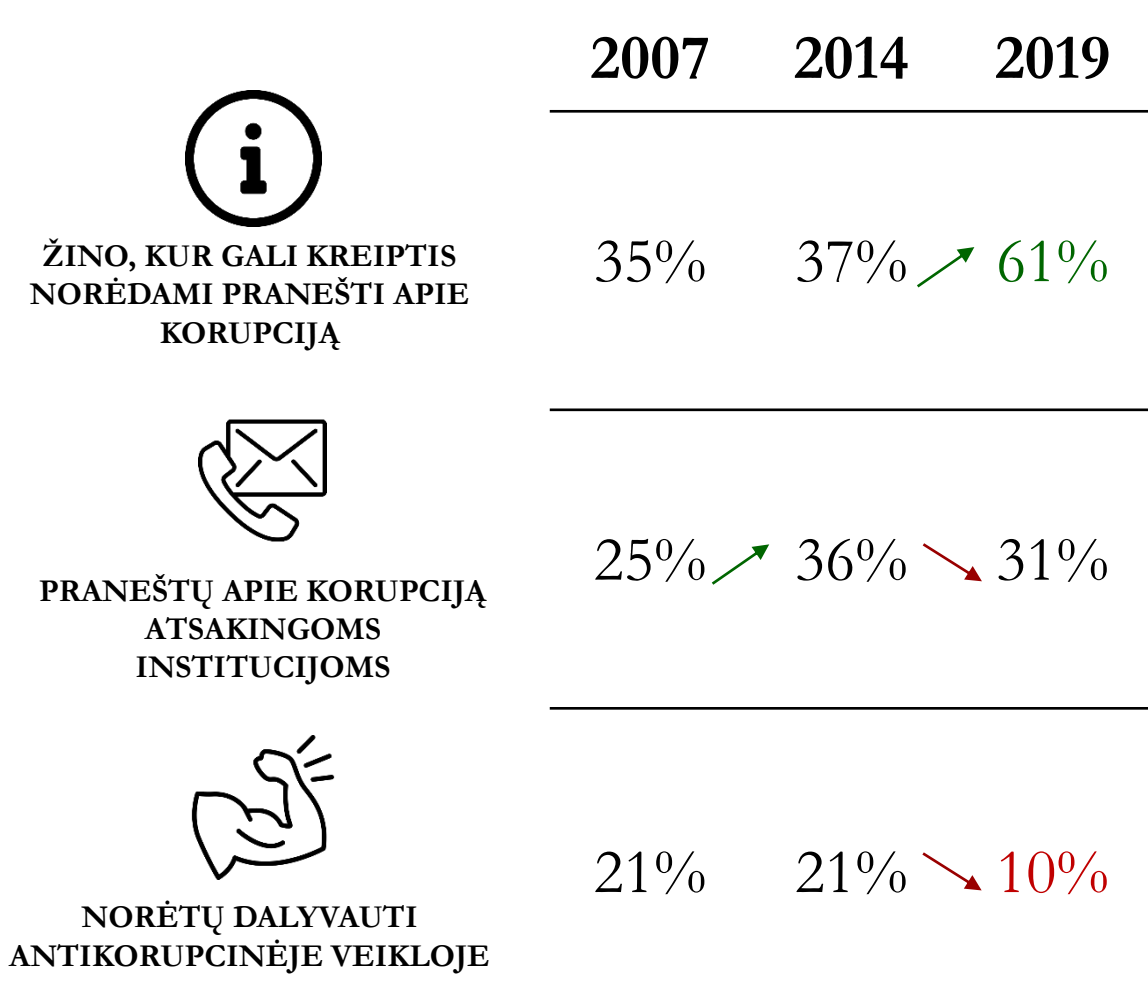 2007 2014 2019
ŽINO, KUR GALI KREIPTIS
NORĖDAMI PRANEŠTI APIE
KORUPCIJĄ
35% 37% 61%
PRANEŠTŲ APIE KORUPCIJĄ
ATSAKINGOMS
INSTITUCIJOMS
25% 36% 31%
NORĖTŲ DALYVAUTI
ANTIKORUPCINĖJE VEIKLOJE
21% 21% 10%